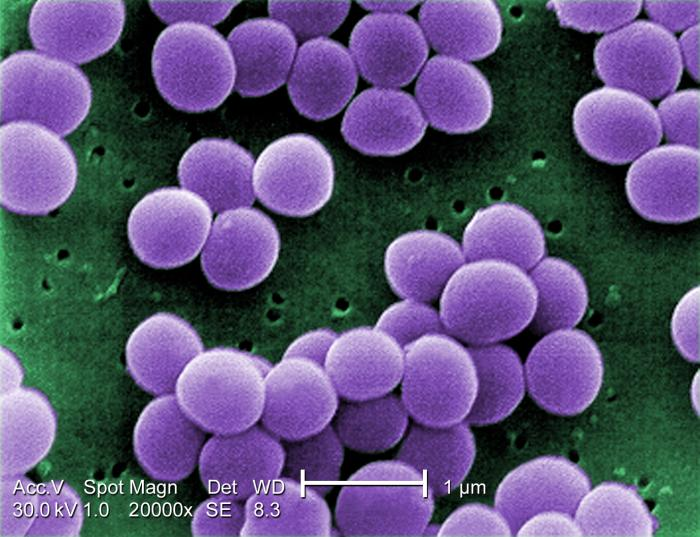 Acc.V Spot Magn Det WD 1 µm
30.0 kV 1.0 20000x SE 8.3